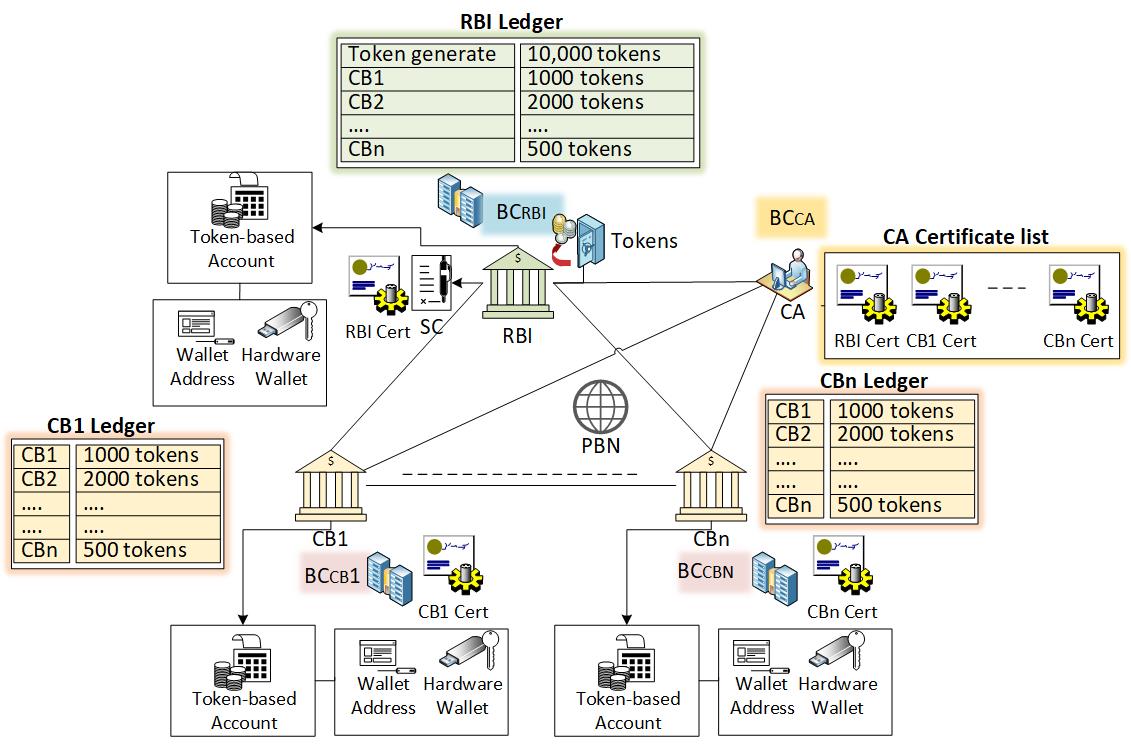 RBI Ledger
Token generate 10,000 tokens
CB1 1000 tokens
CB2 2000 tokens
.... ....
CBn 500 tokens
BCRBI
Tokens
BCCA
Token-based
Account
RBI Cert
SC
$
RBI
CA
CA Certificate list
RBI Cert CB1 Cert CBn Cert
Wallet
Address
Hardware
Wallet
PBN
CB1 Ledger
CB1 1000 tokens
CB2 2000 tokens
.... ....
.... ....
CBn 500 tokens
CBn Ledger
CB1 1000 tokens
CB2 2000 tokens
.... ....
.... ....
CBn 500 tokens
$
CB1
BCCB1
CB1 Cert
$
CBn
BCCBN
CBn Cert
Token-based
Account
Wallet
Address
Hardware
Wallet
Token-based
Account
Wallet
Address
Hardware
Wallet